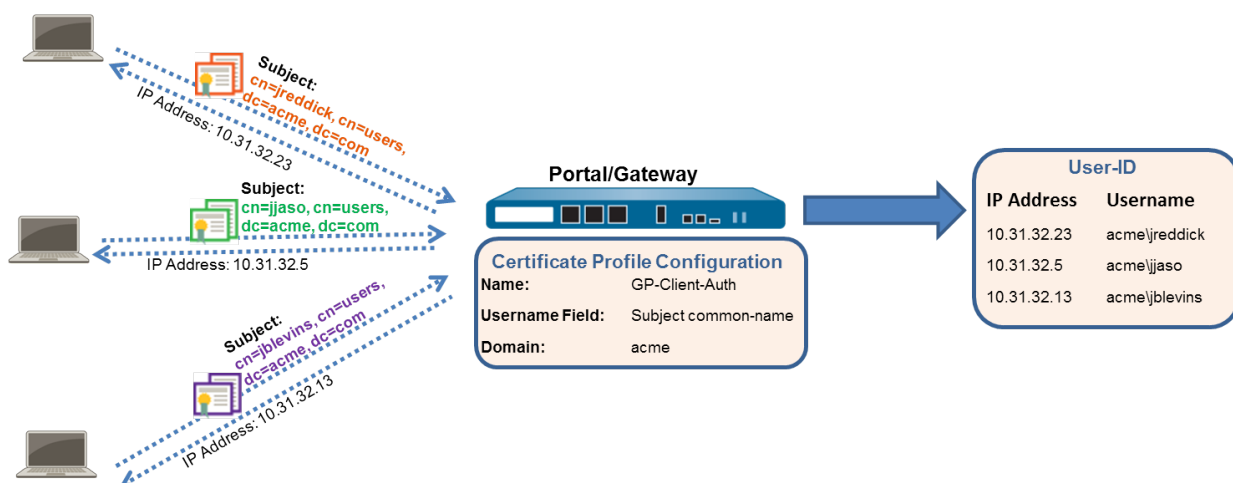 Subject:
cn=jreddick, cn=users,
dc=acme, dc=com
IP Address: 10.31.32.23
Subject:
cn=jjaso, cn=users,
dc=acme, dc=com
IP Address: 10.31.32.5
Subject:
cn=jblevins, cn=users,
dc=acme, dc=com
IP Address: 10.31.32.13
Portal/Gateway
Certificate Profile Configuration
Name: GP-Client-Auth
Username Field: Subject common-name
Domain: acme
User-ID
IP Address Username
10.31.32.23 acme\jreddick
10.31.32.5 acme\jjaso
10.31.32.13 acme\jblevins